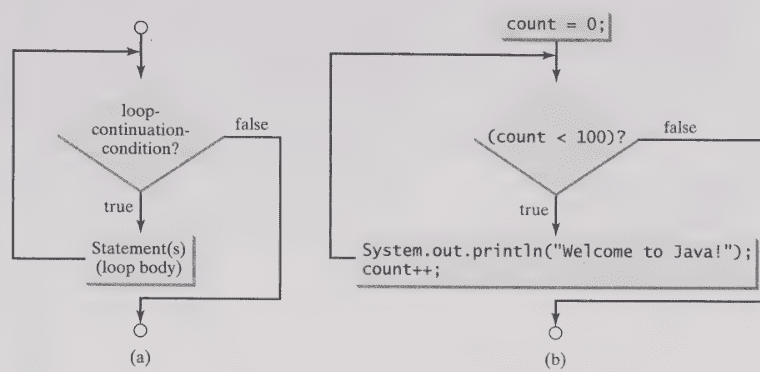 loop-
continuation-
condition?
false
true
Statement(s)
(loop body)
(a)
count = 0;
(count < 100)?
false
true
System.out.println("Welcome to Java!");
count++;
(b)